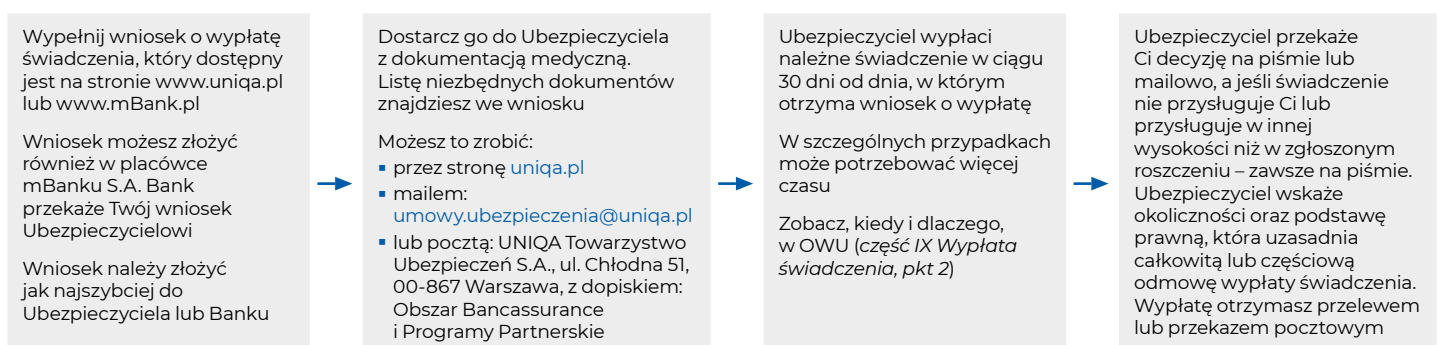 Wypełnij wniosek o wypłatę
świadczenia, który dostępny
jest na stronie www.uniqa.pl
lub www.mBank.pl
Wniosek możesz złożyć
również w placówce
mBanku S.A. Bank
przekaże Twój wniosek
Ubezpieczycielowi
Wniosek należy złożyć
jak najszybciej do
Ubezpieczyciela lub Banku
Dostarcz go do Ubezpieczyciela
z dokumentacją medyczną.
Listę niezbędnych dokumentów
znajdziesz we wniosku
Możesz to zrobić:
▪ przez stronę uniqa.pl
▪ mailem:
umowy.ubezpieczenia@uniqa.pl
▪ lub pocztą: UNIQA Towarzystwo
Ubezpieczeń S.A., ul. Chłodna 51,
00-867 Warszawa, z dopiskiem:
Obszar Bancassurance
i Programy Partnerskie
Ubezpieczyciel wypłaci
należne świadczenie w ciągu
30 dni od dnia, w którym
otrzyma wniosek o wypłatę
W szczególnych przypadkach
może potrzebować więcej
czasu
Zobacz, kiedy i dlaczego,
w OWU (część IX Wypłata
świadczenia, pkt 2)
Ubezpieczyciel przekaże
Ci decyzję na piśmie lub
mailowo, a jeśli świadczenie
nie przysługuje Ci lub
przysługuje w innej
wysokości niż w zgłoszonym
roszczeniu – zawsze na piśmie.
Ubezpieczyciel wskaże
okoliczności oraz podstawę
prawną, która uzasadnia
całkowitą lub częściową
odmowę wypłaty świadczenia.
Wypłatę otrzymasz przelewem
lub przekazem pocztowym